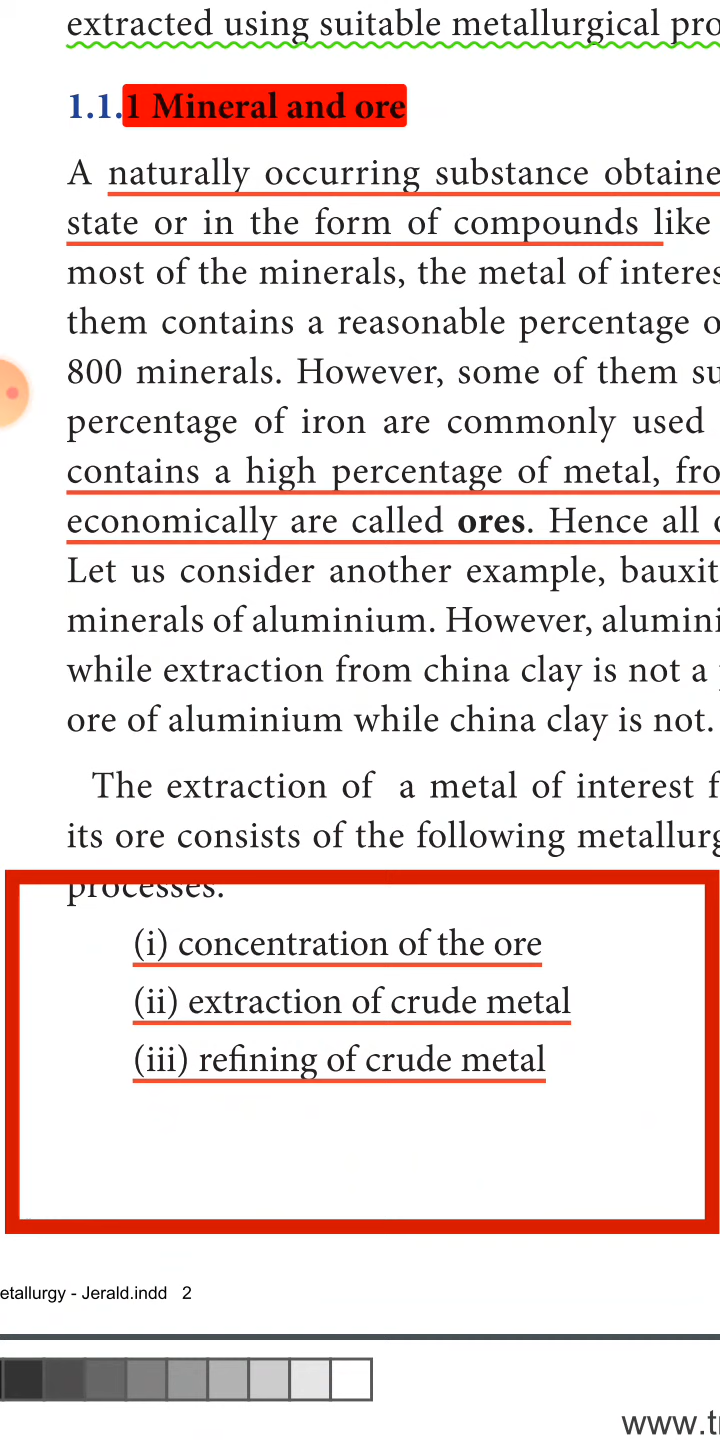 extracted using suitable metallurgical pro
1.1.1 Mineral and ore
A naturally occurring substance obtaine
state or in the form of compounds like
most of the minerals, the metal of interes
them contains a reasonable percentage o
800 minerals. However, some of them su
percentage of iron are commonly used
contains a high percentage of metal, fro
economically are called ores. Hence all o
Let us consider another example, bauxit
minerals of aluminium. However, alumini
while extraction from china clay is not a
ore of aluminium while china clay is not.
The extraction of a metal of interest f
its ore consists of the following metallurg
processes.
(i) concentration of the ore
(ii) extraction of crude metal
(iii) refining of crude metal
etallurgy - Jerald.indd 2
www.tr